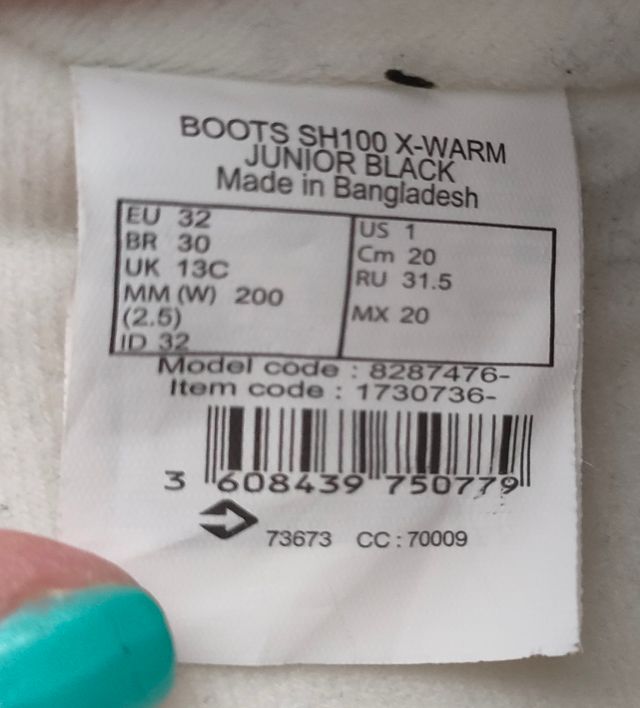 BOOTS SH100 X-WARM
JUNIOR BLACK
Made in Bangladesh
EU 32
BR 30
UK 13C
MM (W) 200
(2.5)
ID 32
US 1
Cm 20
RU 31.5
MX 20
Model code : 8287476-
Item code : 1730736-
3 608439 750779
73673 CC : 70009